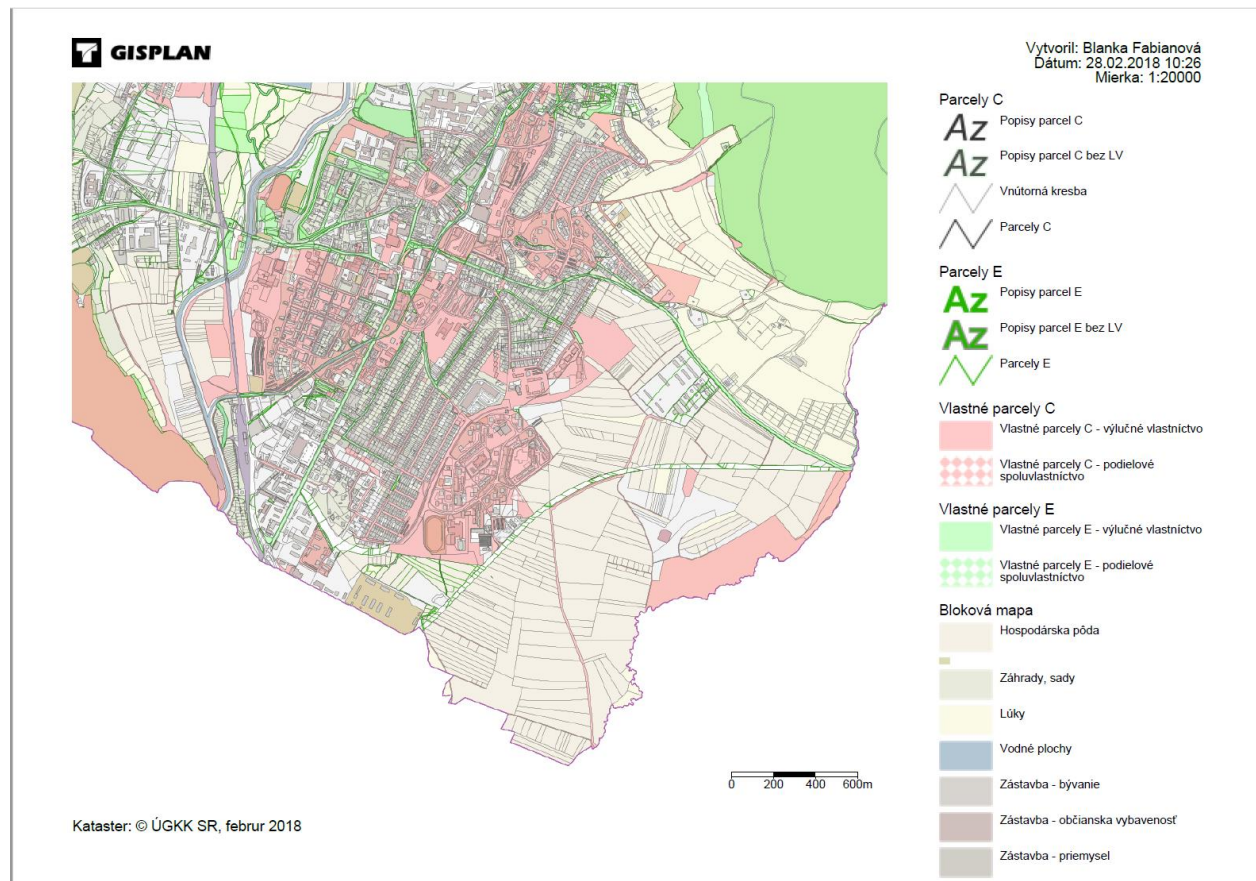 GISPLAN
Vytvoril: Blanka Fabianová
Dátum: 28.02.2018 10:26
Mierka: 1:20000
Parcely C
Az Popisy parcel C
Az Popisy parcel C bez LV
Vnútorná kresba
Parcely C
Parcely E
Az Popisy parcel E
Az Popisy parcel E bez LV
Parcely E
Vlastné parcely C
Vlastné parcely C - výlučné vlastníctvo
Vlastné parcely C - podielové
spoluvlastníctvo
Vlastné parcely E
Vlastné parcely E - výlučné vlastníctvo
Vlastné parcely E - podielové
spoluvlastníctvo
Bloková mapa
Hospodárska pôda
Záhrady, sady
Lúky
Vodné plochy
Zástavba - bývanie
Zástavba - občianska vybavenosť
Zástavba - priemysel
0 200 400 600m
Kataster: © ÚGKK SR, februr 2018